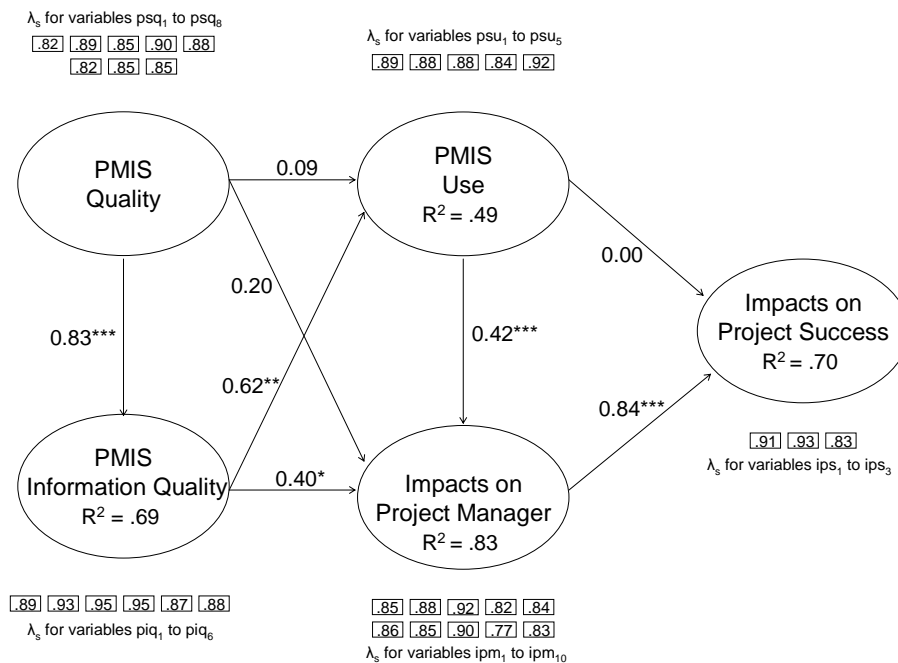 λs for variables psq1 to psq8
.82 .89 .85 .90 .88
.82 .85 .85
λs for variables psu1 to psu5
.89 .88 .88 .84 .92
PMIS
Quality
0.09
PMIS
Use
R2 = .49
0.20
0.00
0.83***
0.62**
0.42***
Impacts on
Project Success
R2 = .70
0.84***
.91 .93 .83
λs for variables ips1 to ips3
PMIS
Information Quality
R2 = .69
0.40*
Impacts on
Project Manager
R2 = .83
.89 .93 .95 .95 .87 .88
λs for variables piq1 to piq6
.85 .88 .92 .82 .84
.86 .85 .90 .77 .83
λs for variables ipm1 to ipm10